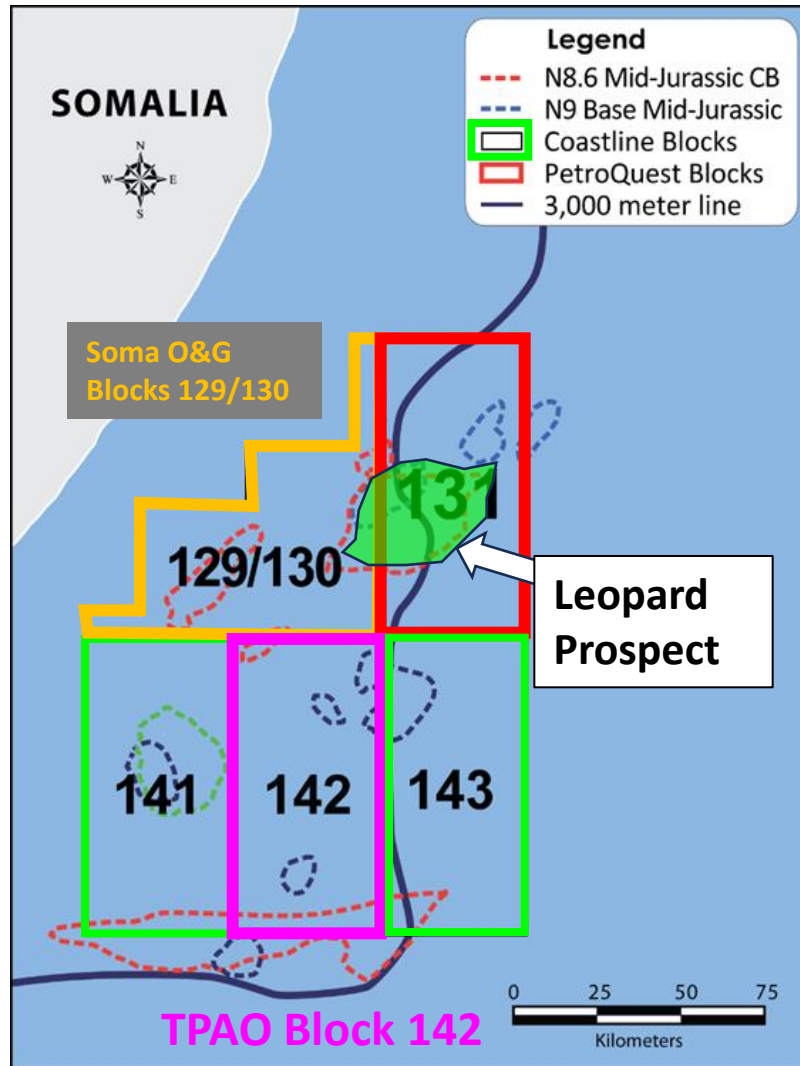 Legend
N8.6 Mid-Jurassic CB
N9 Base Mid-Jurassic
Coastline Blocks
PetroQuest Blocks
3,000 meter line
SOMALIA
N
W
E
S
Soma O&G
Blocks 129/130
131
129/130
Leopard
Prospect
141
142
143
TPAO Block 142
0 25 50 75
Kilometers